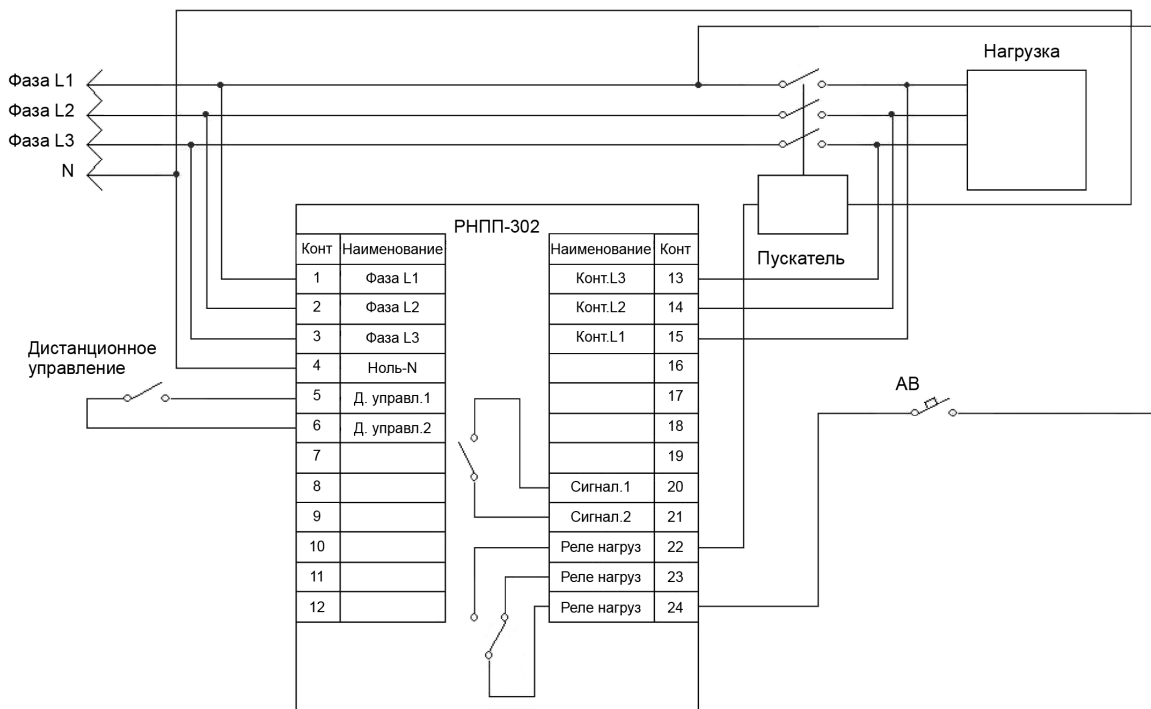 Нагрузка
Фаза L1
Фаза L2
Фаза L3
N
Пускатель
РНПП-302
Конт Наименование Наименование Конт
1 Фаза L1 Конт.L3 13
2 Фаза L2 Конт.L2 14
3 Фаза L3 Конт.L1 15
4 Ноль-N 16
5 Д. управл.1 17
6 Д. управл.2 18
7 19
8 Сигнал.1 20
9 Сигнал.2 21
10 Реле нагруз 22
11 Реле нагруз 23
12 Реле нагруз 24
Дистанционное
управление
АВ